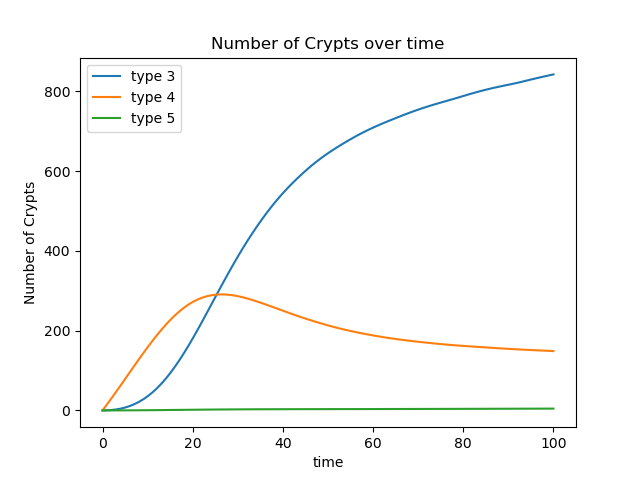 Number of Crypts over time
type 3
type 4
type 5
Number of Crypts
800
600
400
200
0
0 20 40 60 80 100
time